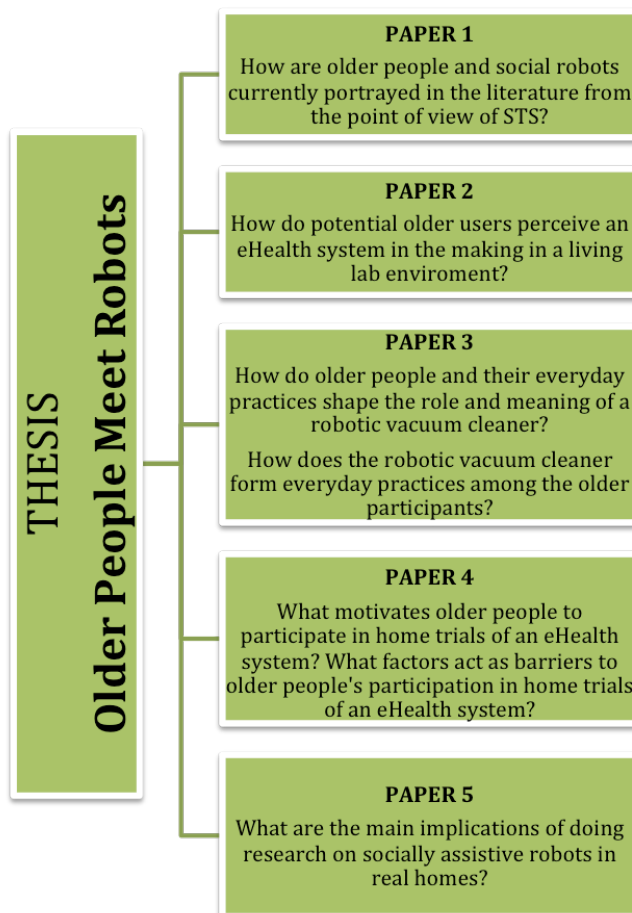 THESIS
Older People Meet Robots
PAPER 1
How are older people and social robots
currently portrayed in the literature from
the point of view of STS?
PAPER 2
How do potential older users perceive an
eHealth system in the making in a living
lab enviroment?
PAPER 3
How do older people and their everyday
practices shape the role and meaning of a
robotic vacuum cleaner?
How does the robotic vacuum cleaner
form everyday practices among the older
participants?
PAPER 4
What motivates older people to
participate in home trials of an eHealth
system? What factors act as barriers to
older people's participation in home trials
of an eHealth system?
PAPER 5
What are the main implications of doing
research on socially assistive robots in
real homes?